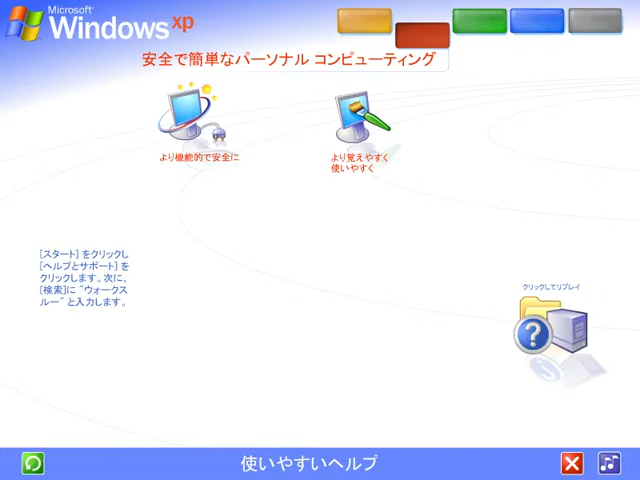 Microsoft®
Windows xp
安全で簡単なパーソナル コンピューティング
より機能的で安全に
より覚えやすく
使いやすく
[スタート] をクリックし
[ヘルプとサポート] を
クリックします。次に、
[検索]に "ウォークス
ルー" と入力します。
クリックしてリプレイ
使いやすいヘルプ